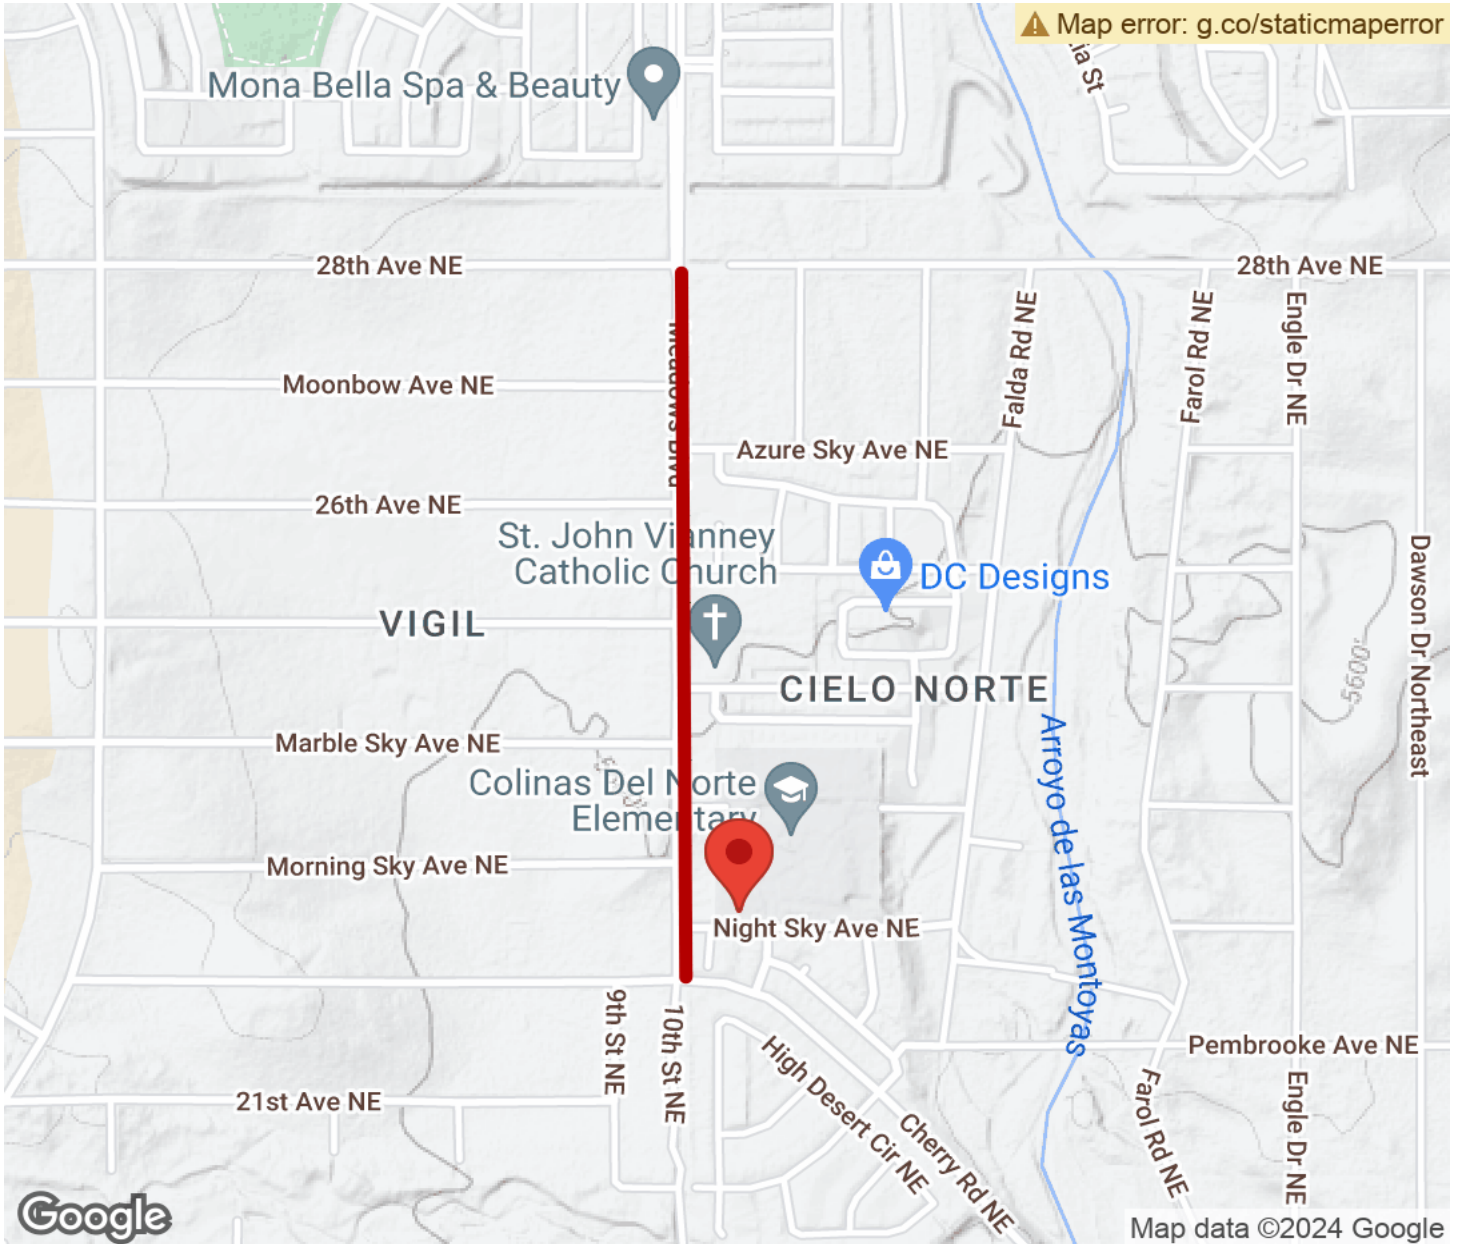 Map error: g.co/staticmaperror
Mona Bella Spa & Beauty
28th Ave NE
28th Ave NE
Meadows Blvd
Falda Rd NE
Farol Rd NE
Engle Dr NE
Moonbow Ave NE
Azure Sky Ave NE
26th Ave NE
St. John Vianney
Catholic Church
DC Designs
Dawson Dr Northeast
VIGIL
5600'
CIELO NORTE
Marble Sky Ave NE
Arroyo de las Montoyas
Colinas Del Norte
Elementary
Morning Sky Ave NE
Night Sky Ave NE
9th St NE
10th St NE
High Desert Cir NE
Pembrooke Ave NE
21st Ave NE
Cherry Rd NE
Farol Rd NE
Engle Dr NE
Google
Map data ©2024 Google